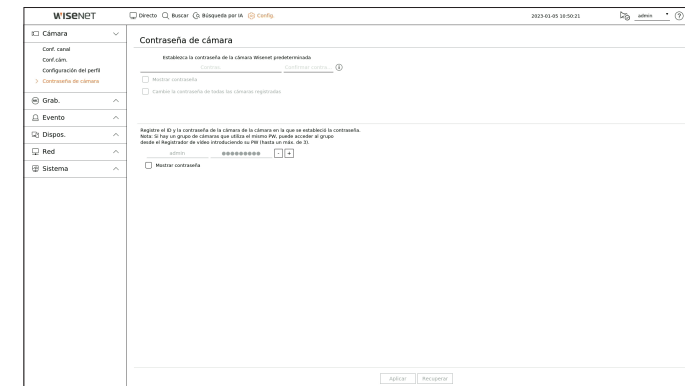 WISENET
Directo Buscar Búsqueda por IA Config.
2023-01-05 10:50:21
admin
Cámara
Conf. canal
Conf.cám.
Configuración del perfil
> Contraseña de cámara
Grab.
Evento
Dispos.
Red
Sistema
Contraseña de cámara
Establezca la contraseña de la cámara Wisenet predeterminada
Contras. Confirmar contra...
Mostrar contraseña
Cambie la contraseña de todas las cámaras registradas
Registre el ID y la contraseña de la cámara de la cámara en la que se estableció la contraseña.
Nota: Si hay un grupo de cámaras que utiliza el mismo PW, puede acceder al grupo
desde el Registrador de vídeo introduciendo su PW (hasta un máx. de 3).
admin ●●●●●●●●● - +
Mostrar contraseña
Aplicar Recuperar